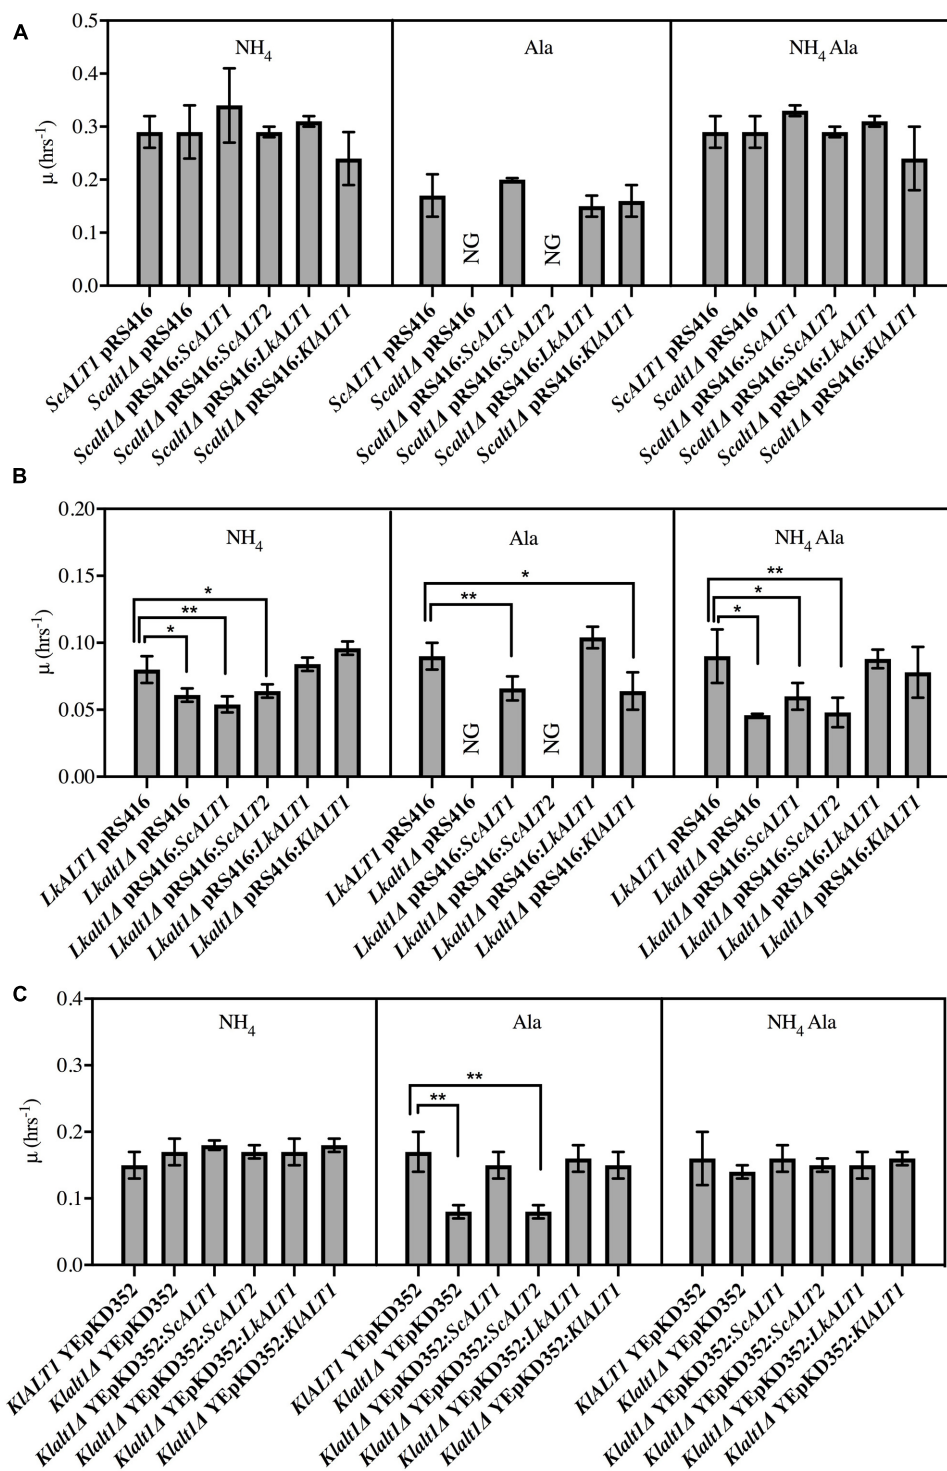 A
NH4 Ala NH4 Ala
0.5
0.4
0.3
0.2
0.1
0.0
μ (hrs-1)
NG NG
ScALT1 pRS416
Scalt1Δ pRS416
Scalt1Δ pRS416:ScALT1
Scalt1Δ pRS416:ScALT2
Scalt1Δ pRS416:LkALT1
Scalt1Δ pRS416:KlALT1
ScALT1 pRS416
Scalt1Δ pRS416
Scalt1Δ pRS416:ScALT1
Scalt1Δ pRS416:ScALT2
Scalt1Δ pRS416:LkALT1
Scalt1Δ pRS416:KlALT1
ScALT1 pRS416
Scalt1Δ pRS416
Scalt1Δ pRS416:ScALT1
Scalt1Δ pRS416:ScALT2
Scalt1Δ pRS416:LkALT1
Scalt1Δ pRS416:KlALT1
B
NH4 Ala NH4 Ala
0.20
0.15
0.10
0.05
0.00
μ (hrs-1)
*
**
*
*
**
**
*
*
NG NG
LkALT1 pRS416
Lkalt1Δ pRS416
Lkalt1Δ pRS416:ScALT1
Lkalt1Δ pRS416:ScALT2
Lkalt1Δ pRS416:LkALT1
Lkalt1Δ pRS416:KlALT1
LkALT1 pRS416
Lkalt1Δ pRS416
Lkalt1Δ pRS416:ScALT1
Lkalt1Δ pRS416:ScALT2
Lkalt1Δ pRS416:LkALT1
Lkalt1Δ pRS416:KlALT1
LkALT1 pRS416
Lkalt1Δ pRS416
Lkalt1Δ pRS416:ScALT1
Lkalt1Δ pRS416:ScALT2
Lkalt1Δ pRS416:LkALT1
Lkalt1Δ pRS416:KlALT1
C
NH4 Ala NH4 Ala
0.4
0.3
0.2
0.1
0.0
μ (hrs-1)
**
**
KlALT1 YEpKD352
Klalt1Δ YEpKD352
Klalt1Δ YEpKD352:ScALT1
Klalt1Δ YEpKD352:ScALT2
Klalt1Δ YEpKD352:LkALT1
Klalt1Δ YEpKD352:KlALT1
KlALT1 YEpKD352
Klalt1Δ YEpKD352
Klalt1Δ YEpKD352:ScALT1
Klalt1Δ YEpKD352:ScALT2
Klalt1Δ YEpKD352:LkALT1
Klalt1Δ YEpKD352:KlALT1
KlALT1 YEpKD352
Klalt1Δ YEpKD352
Klalt1Δ YEpKD352:ScALT1
Klalt1Δ YEpKD352:ScALT2
Klalt1Δ YEpKD352:LkALT1
Klalt1Δ YEpKD352:KlALT1